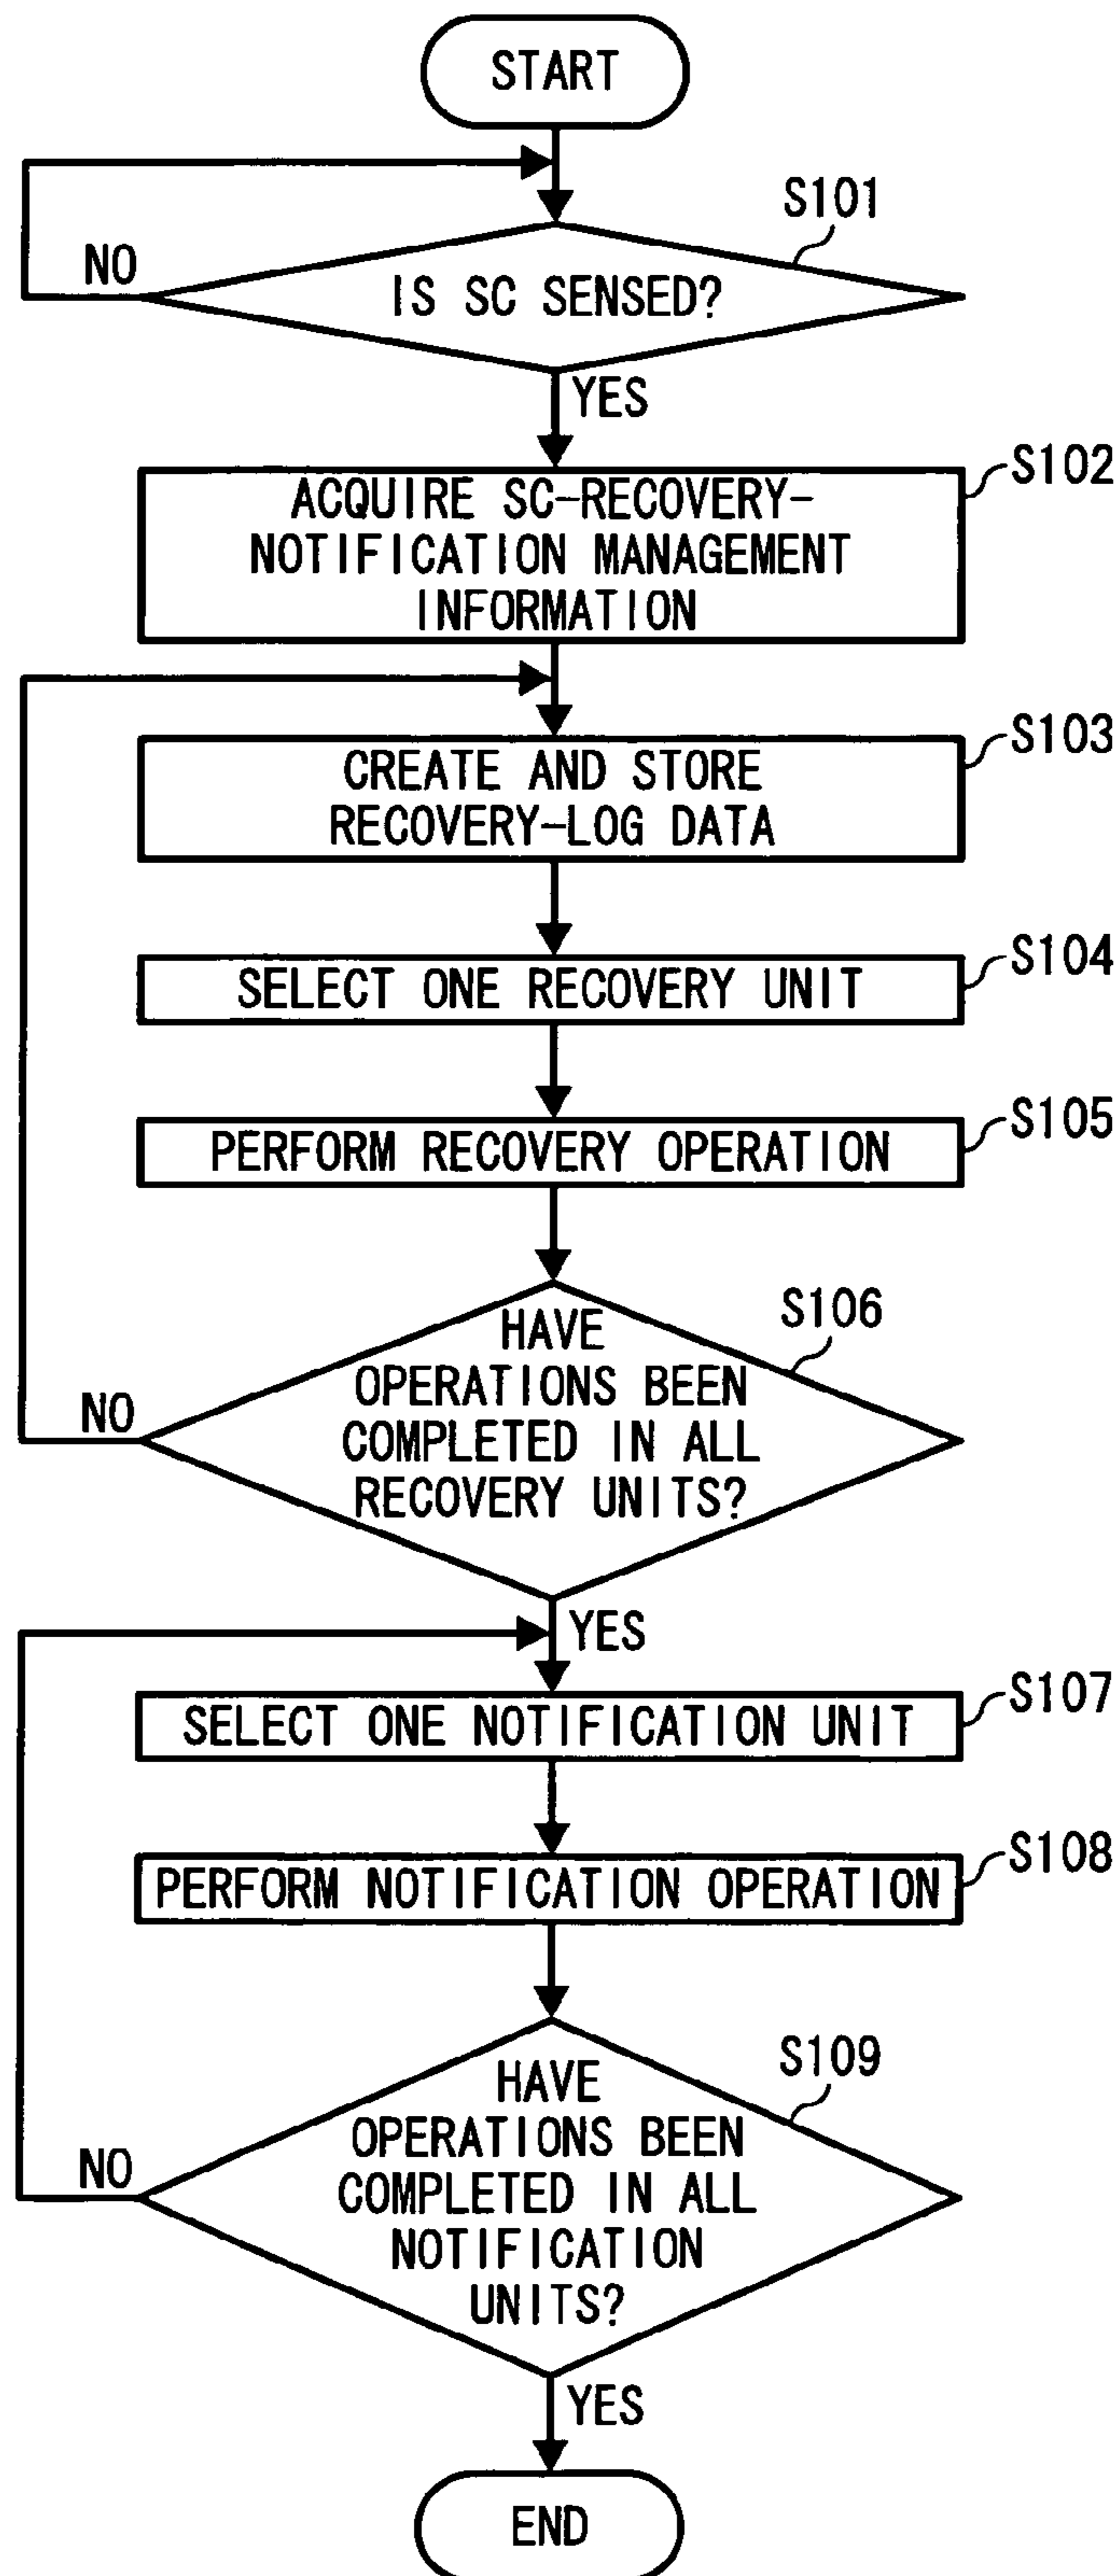 START
S101
NO
IS SC SENSED?
YES
S102
ACQUIRE SC-RECOVERY-
NOTIFICATION MANAGEMENT
INFORMATION
S103
CREATE AND STORE
RECOVERY-LOG DATA
S104
SELECT ONE RECOVERY UNIT
S105
PERFORM RECOVERY OPERATION
S106
HAVE
OPERATIONS BEEN
COMPLETED IN ALL
RECOVERY UNITS?
NO
YES
S107
SELECT ONE NOTIFICATION UNIT
S108
PERFORM NOTIFICATION OPERATION
S109
HAVE
OPERATIONS BEEN
COMPLETED IN ALL
NOTIFICATION
UNITS?
NO
YES
END